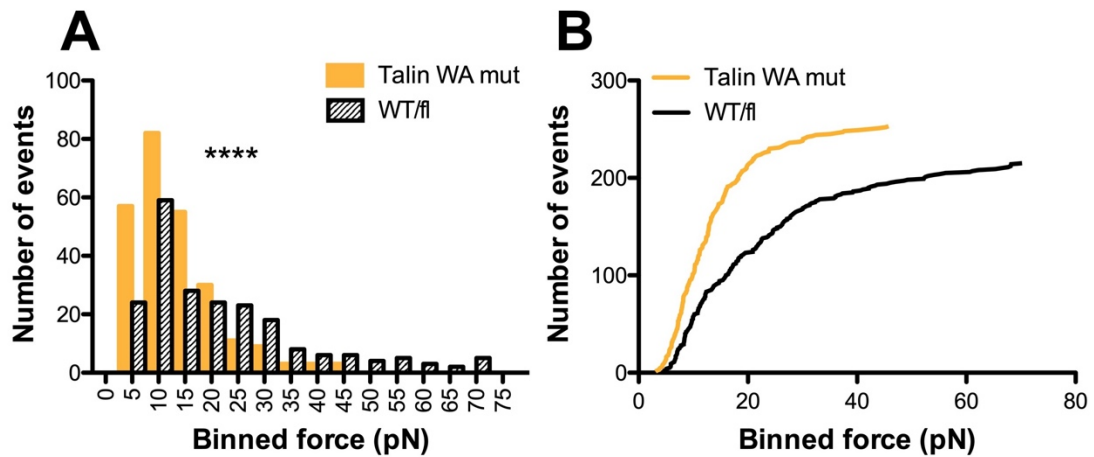 A
Number of events
100
80
60
40
20
0
Talin WA mut
WT/fl
****
0 5 10 15 20 25 30 35 40 45 50 55 60 65 70 75
Binned force (pN)
B
Number of events
300
200
100
0
Talin WA mut
WT/fl
0 20 40 60 80
Binned force (pN)